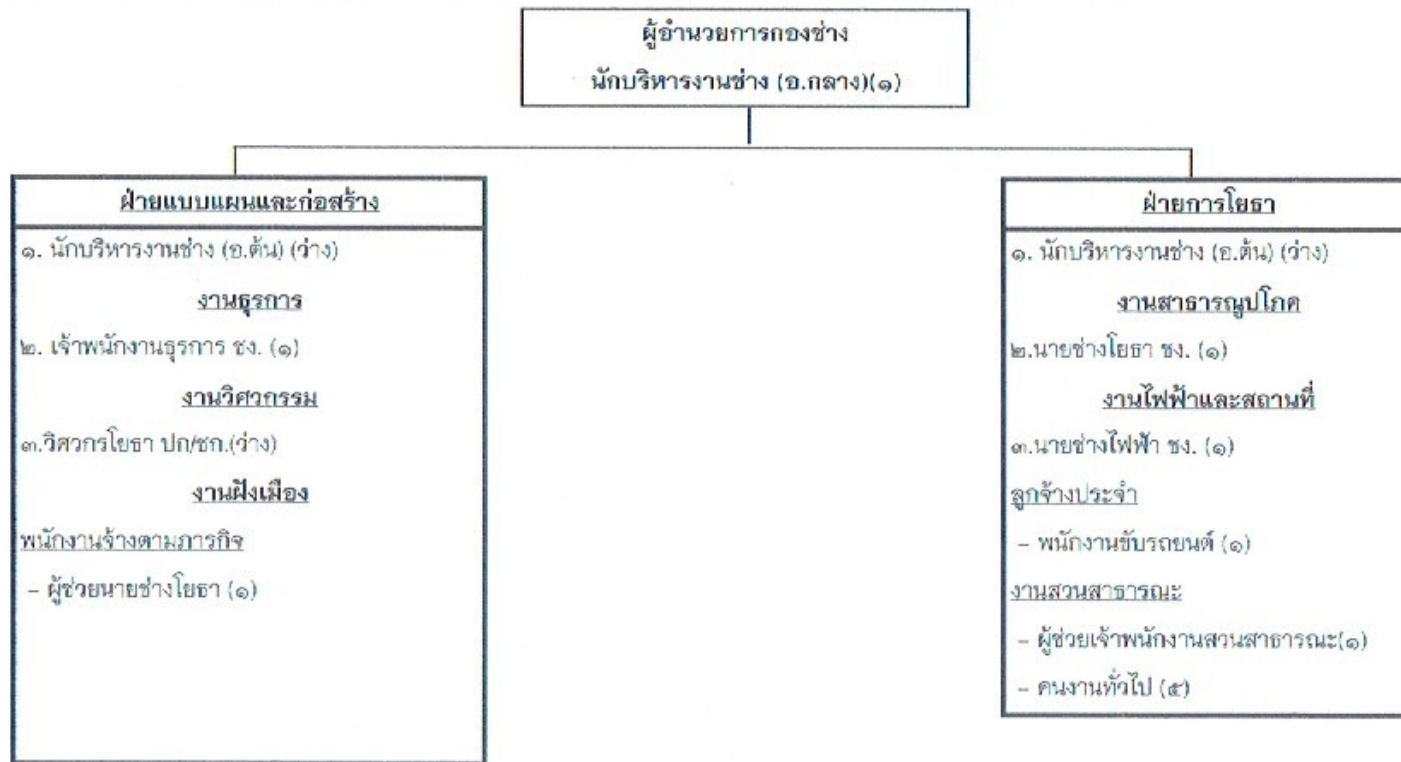 ผู้อำนวยการกองช่าง
นักบริหารงานช่าง (อ.กลาง)(๑)
ฝ่ายแบบแผนและก่อสร้าง
๑. นักบริหารงานช่าง (อ.ต้น) (ว่าง)
งานธุรการ
๒. เจ้าพนักงานธุรการ ชง. (๑)
งานวิศวกรรม
๓.วิศวกรโยธา ปก/ชก.(ว่าง)
งานผังเมือง
พนักงานจ้างตามภารกิจ
– ผู้ช่วยนายช่างโยธา (๑)
ฝ่ายการโยธา
๑. นักบริหารงานช่าง (อ.ต้น) (ว่าง)
งานสาธารณูปโภค
๒.นายช่างโยธา ชง. (๑)
งานไฟฟ้าและสถานที่
๓.นายช่างไฟฟ้า ชง. (๑)
ลูกจ้างประจำ
– พนักงานขับรถยนต์ (๑)
งานสวนสาธารณะ
– ผู้ช่วยเจ้าพนักงานสวนสาธารณะ(๑)
– คนงานทั่วไป (๕)